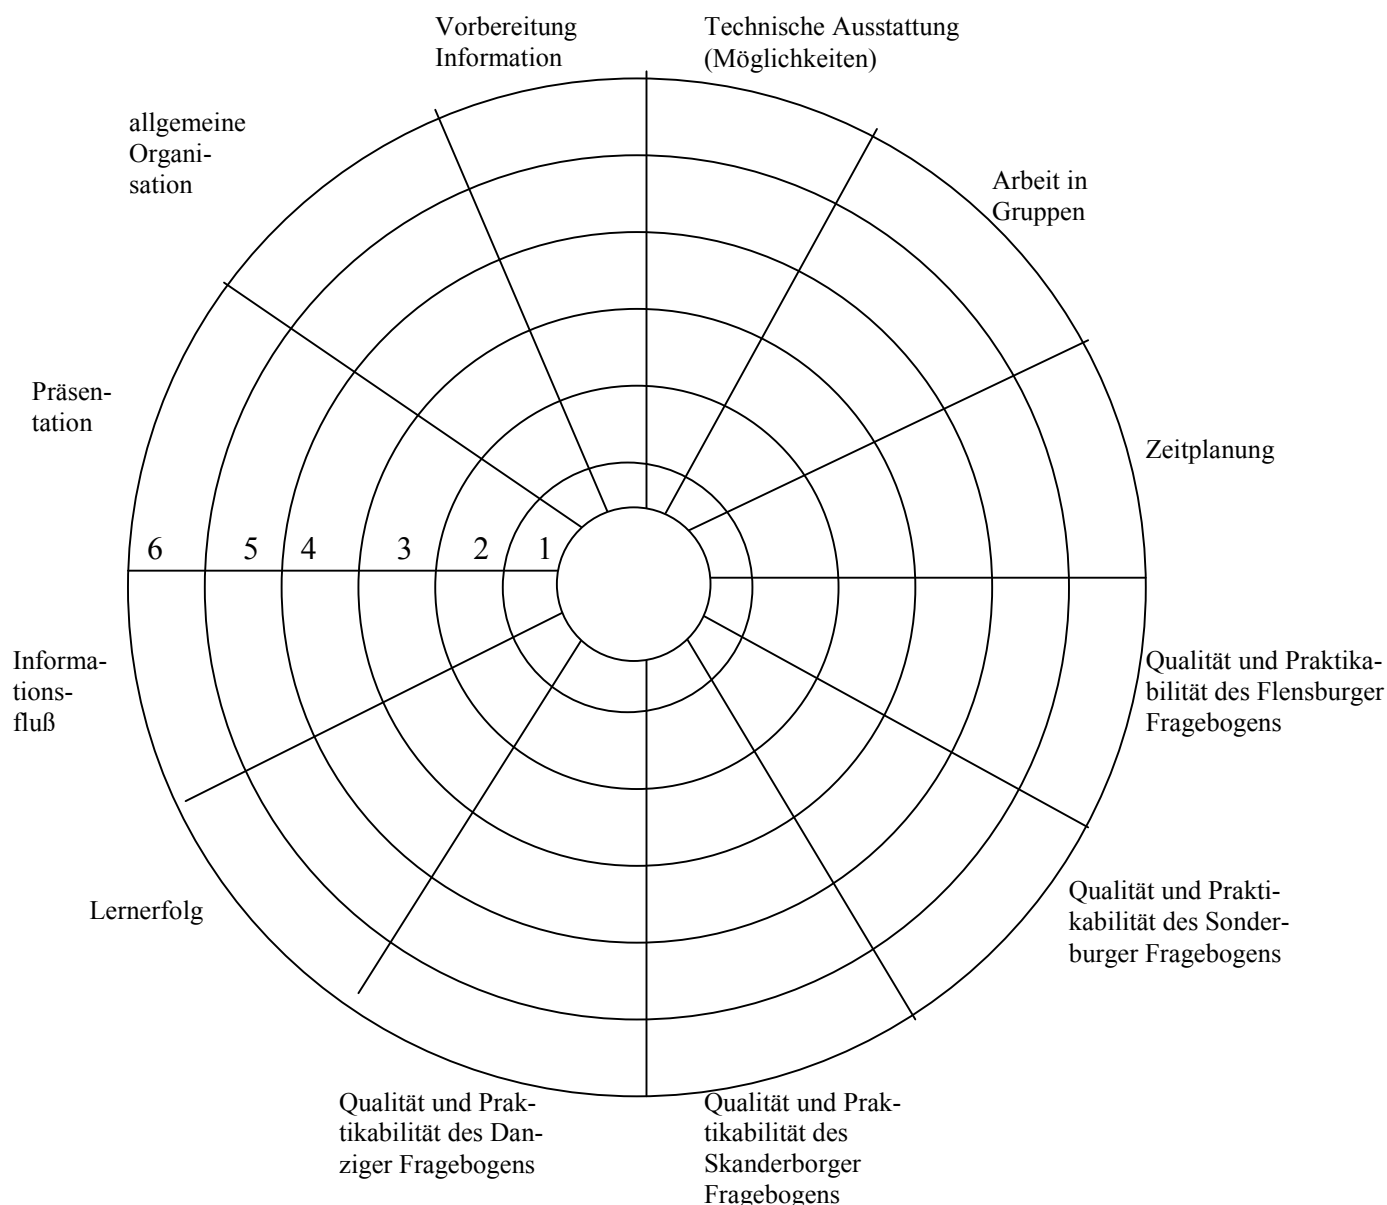 Vorbereitung
Information
Technische Ausstattung
(Möglichkeiten)
allgemeine
Organi-
sation
Arbeit in
Gruppen
Präsen-
tation
Zeitplanung
6 5 4 3 2 1
Informa-
tions-
fluß
Qualität und Praktika-
bilität des Flensburger
Fragebogens
Lernerfolg
Qualität und Prakti-
kabilität des Sonder-
burger Fragebogens
Qualität und Prak-
tikabilität des Dan-
ziger Fragebogens
Qualität und Prak-
tikabilität des
Skanderborger
Fragebogens